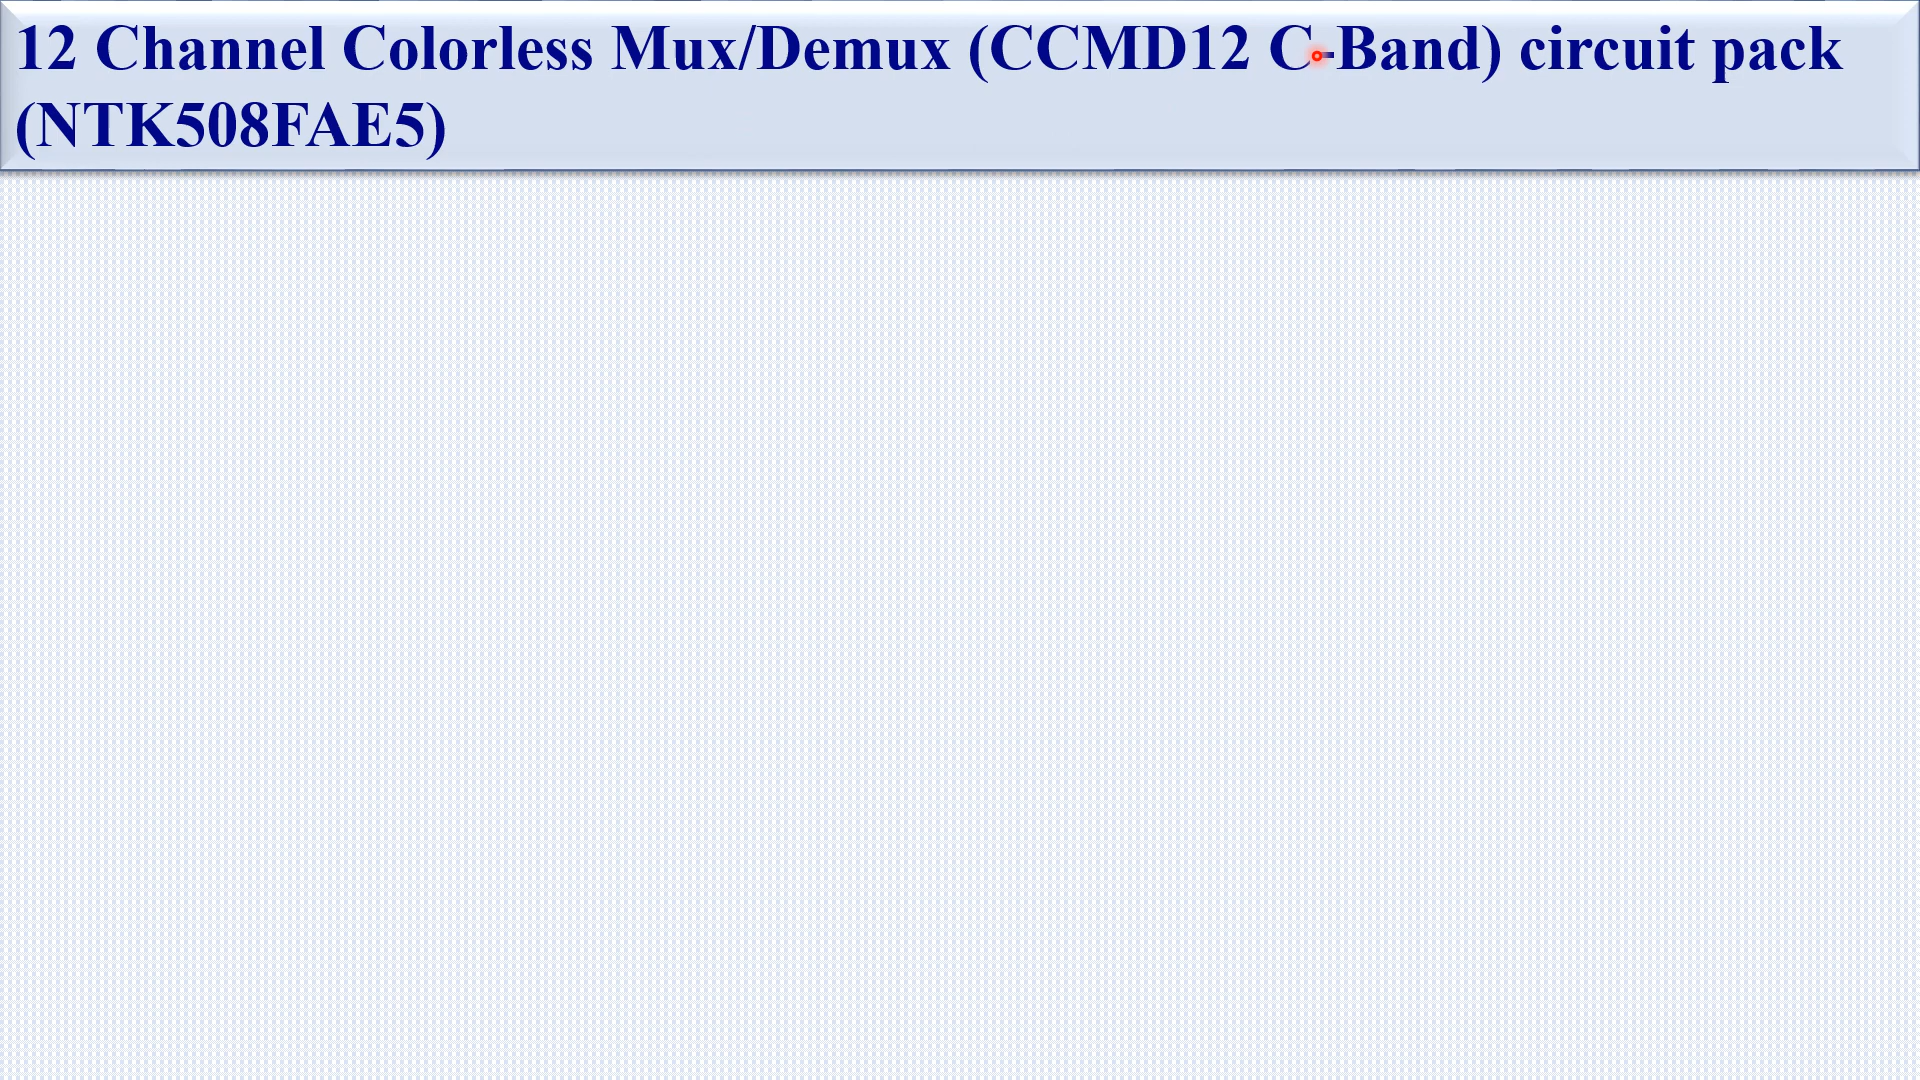 12 Channel Colorless Mux/Demux (CCMD12 C-Band) circuit pack
(NTK508FAE5)